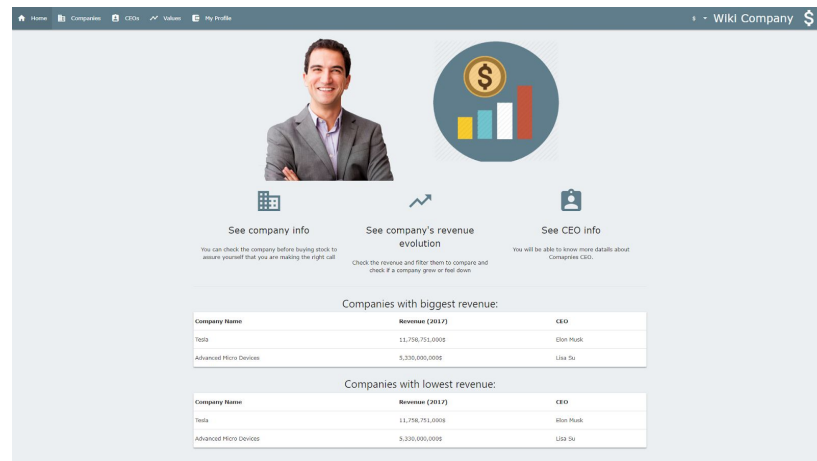 Home Companies CEOs Values My Profile $ Wiki Company $
$
See company info
You can check the company before buying stock to
assure yourself that you are making the right call
See company's revenue
evolution
Check the revenue and filter them to compare and
check if a company grew or feel down
See CEO info
You will be able to know more datails about
Comapnies CEO.
Companies with biggest revenue:
Company Name Revenue (2017) CEO
Tesla 11,758,751,000$ Elon Musk
Advanced Micro Devices 5,330,000,000$ Lisa Su
Companies with lowest revenue:
Company Name Revenue (2017) CEO
Tesla 11,758,751,000$ Elon Musk
Advanced Micro Devices 5,330,000,000$ Lisa Su